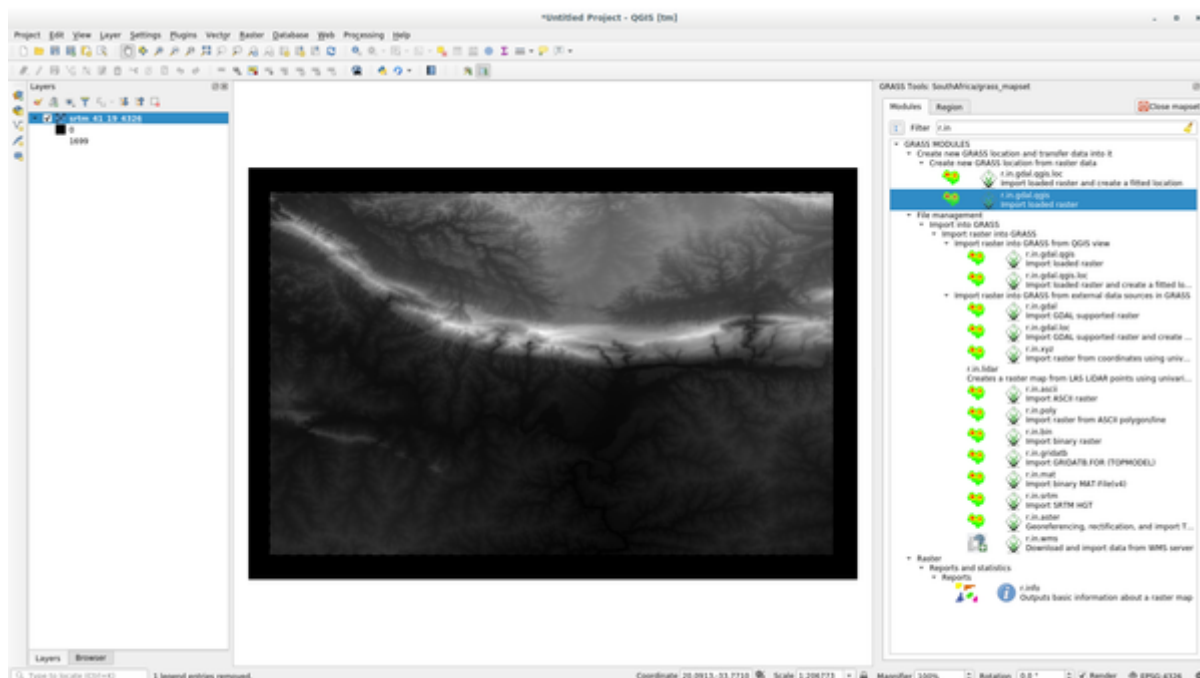 *Untitled Project - QGIS [tm]
Project Edit View Layer Settings Plugins Vector Raster Database Web Processing Help
Layers
srtm_41_19_4326
0
1699
Layers Browser
GRASS Tools: SouthAfrica/grass_mapset
Modules Region Close mapset
Filter r.in
GRASS MODULES
Create new GRASS location and transfer data into it
Create new GRASS location from raster data
r.in.gdal.qgis.loc
Import loaded raster and create a fitted location
r.in.gdal.qgis
Import loaded raster
File management
Import into GRASS
Import raster into GRASS
Import raster into GRASS from QGIS view
r.in.gdal.qgis
Import loaded raster
r.in.gdal.qgis.loc
Import loaded raster and create a fitted lo...
Import raster into GRASS from external data sources in GRASS
r.in.gdal
Import GDAL supported raster
r.in.gdal.loc
Import GDAL supported raster and create ...
r.in.xyz
Import raster from coordinates using univ...
r.in.lidar
Creates a raster map from LAS LiDAR points using univari...
r.in.ascii
Import ASCII raster
r.in.poly
Import raster from ASCII polygon/line
r.in.bin
Import binary raster
r.in.gridatb
Import GRIDATB.FOR (TOPMODEL)
r.in.mat
Import binary MAT-File(v4)
r.in.srtm
Import SRTM HGT
r.in.aster
Georeferencing, rectification, and import T...
r.in.wms
Download and import data from WMS server
Raster
Reports and statistics
Reports
r.info
Outputs basic information about a raster map
Type to locate (Ctrl+K) 1 legend entries removed. Coordinate 20.0913,-33.7710 Scale 1:206773 Magnifier 100% Rotation 0.0 ° Render EPSG:4326